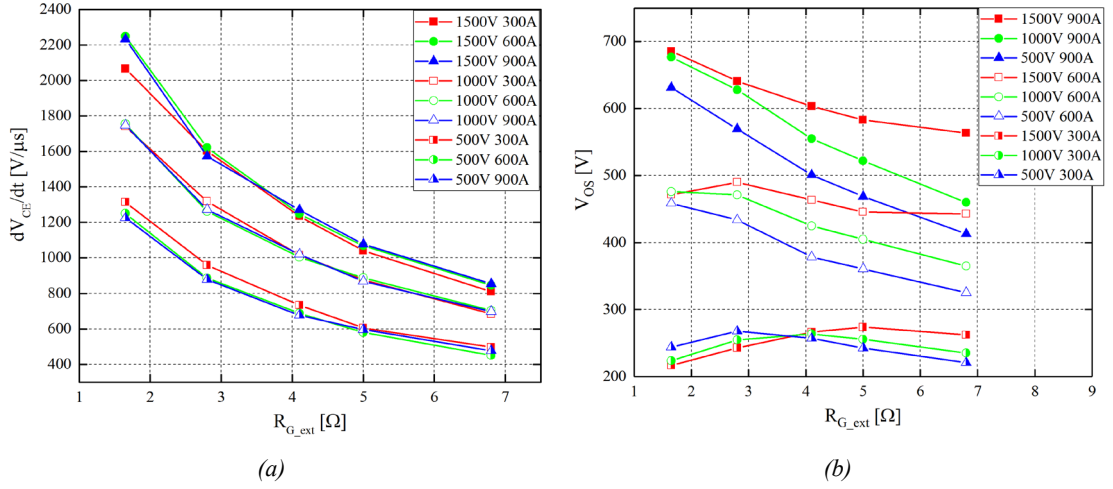 2400
2200
2000
1800
1600
1400
1200
1000
800
600
400
dV_CE/dt [V/µs]
1500V 300A
1500V 600A
1500V 900A
1000V 300A
1000V 600A
1000V 900A
500V 300A
500V 600A
500V 900A
1 2 3 4 5 6 7
R_G_ext [Ω]
(a)
700
600
500
400
300
200
V_OS [V]
1500V 900A
1000V 900A
500V 900A
1500V 600A
1000V 600A
500V 600A
1500V 300A
1000V 300A
500V 300A
1 2 3 4 5 6 7 8 9
R_G_ext [Ω]
(b)